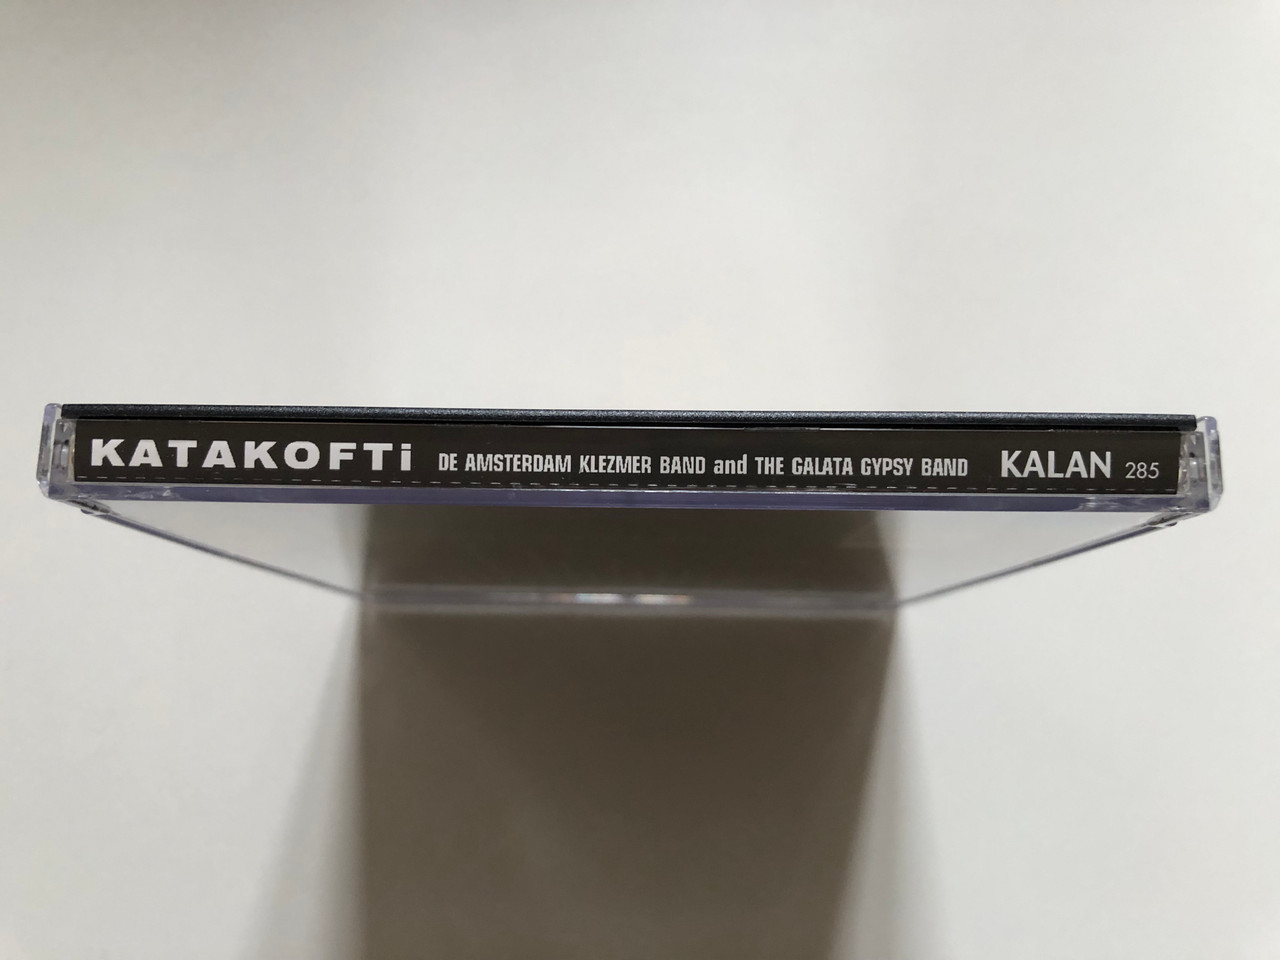 KATAKOFTi DE AMSTERDAM KLEZMER BAND and THE GALATA GYPSY BAND KALAN 285